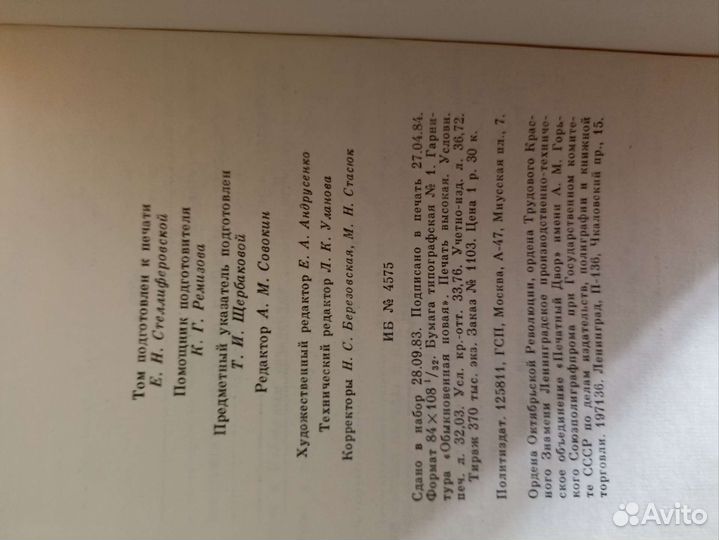 Том подготовлен к печати
Е. Н. Стеллиферовской
Помощник подготовителя
К. Г. Ремизова
Предметный указатель подготовлен
Т. И. Щербаковой
Редактор А. М. Совокин
Художественный редактор Е. А. Андрусенко
Технический редактор Л. К. Уланова
Корректоры Н. С. Березовская, М. Н. Стасюк
ИБ № 4575
Сдано в набор 28.09.83. Подписано в печать 27.04.84.
Формат 84×108 1/32. Бумага типографская № 1. Гарни-
тура «Обыкновенная новая». Печать высокая. Условн.
печ. л. 32,03. Усл. кр.-отт. 33,76. Учетно-изд. л. 36,72.
Тираж 370 тыс. экз. Заказ № 1103. Цена 1 р. 30 к.
Политиздат. 125811, ГСП, Москва, А-47, Миусская пл., 7.
Ордена Октябрьской Революции, ордена Трудового Крас-
ного Знамени Ленинградское производственно-техниче-
ское объединение «Печатный Двор» имени А. М. Горь-
кого Союзполиграфпрома при Государственном комите-
те СССР по делам издательств, полиграфии и книжной
торговли. 197136, Ленинград, П-136, Чкаловский пр., 15.
Avito